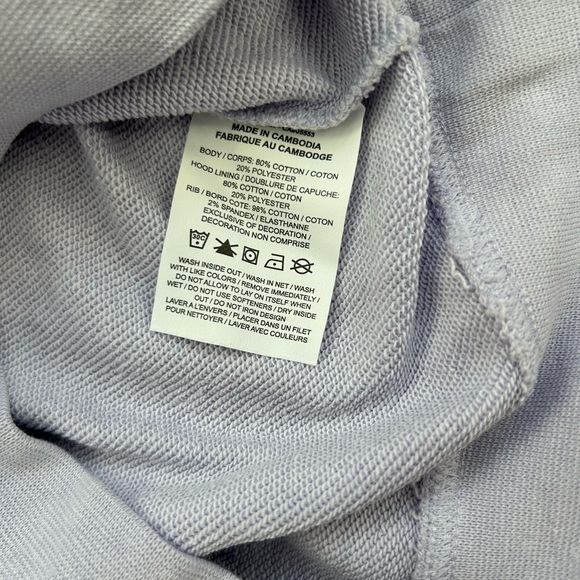 MADE IN CAMBODIA
FABRIQUE AU CAMBODGE
BODY / CORPS: 80% COTTON / COTON
20% POLYESTER
HOOD LINING / DOUBLURE DE CAPUCHE:
80% COTTON / COTON
20% POLYESTER
RIB / BORD COTE: 98% COTTON / COTON
2% SPANDEX / ELASTHANNE
EXCLUSIVE OF DECORATION /
DECORATION NON COMPRISE
30C
WASH INSIDE OUT / WASH IN NET / WASH
WITH LIKE COLORS / REMOVE IMMEDIATELY /
DO NOT ALLOW TO LAY ON ITSELF WHEN
WET / DO NOT USE SOFTENERS / DRY INSIDE
OUT / DO NOT IRON DESIGN
LAVER A L'ENVERS / PLACER DANS UN FILET
POUR NETTOYER / LAVER AVEC COULEURS